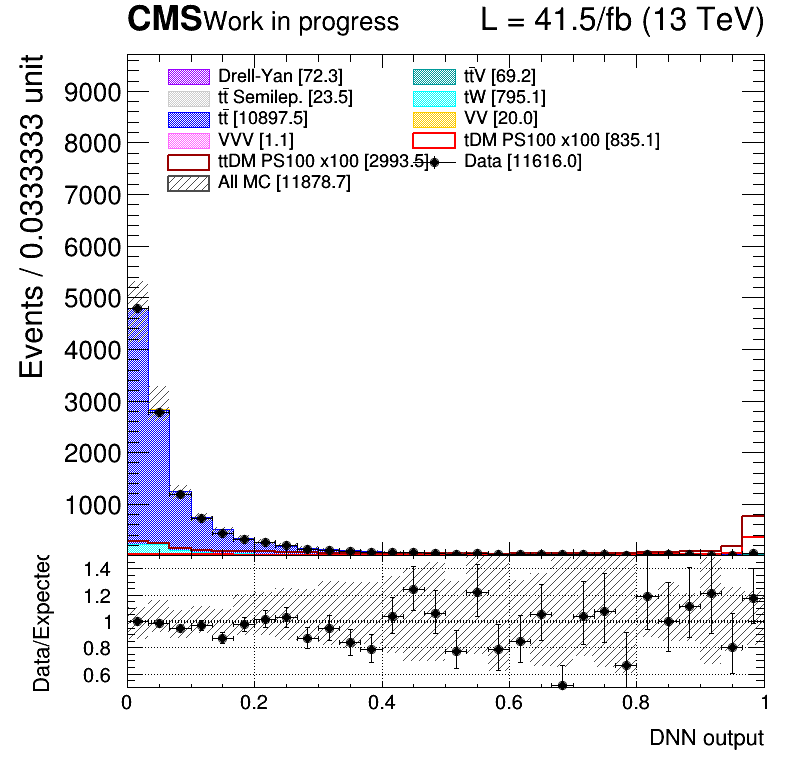 CMS Work in progress L = 41.5/fb (13 TeV)
Drell-Yan [72.3] tt̄V [69.2]
tt̄ Semilep. [23.5] tW [795.1]
tt̄ [10897.5] VV [20.0]
VVV [1.1] tDM PS100 x100 [835.1]
ttDM PS100 x100 [2993.5] Data [11616.0]
All MC [11878.7]
Events / 0.0333333 unit
9000
8000
7000
6000
5000
4000
3000
2000
1000
Data/Expected
1.4
1.2
1
0.8
0.6
0 0.2 0.4 0.6 0.8 1
DNN output